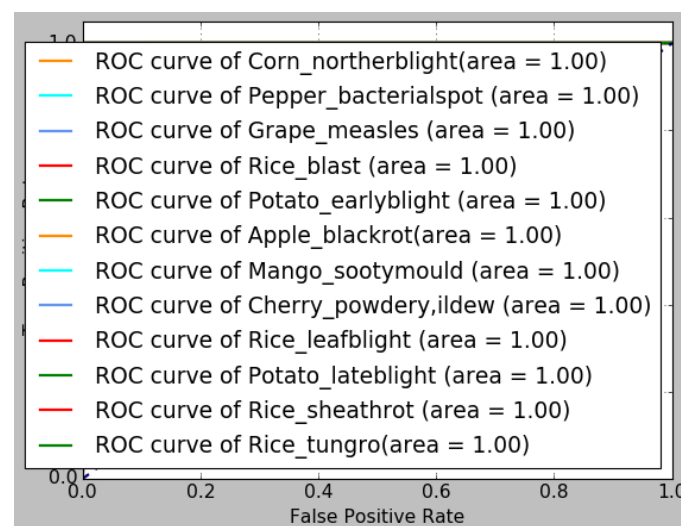 1.0
ROC curve of Corn_northerblight(area = 1.00)
ROC curve of Pepper_bacterialspot (area = 1.00)
ROC curve of Grape_measles (area = 1.00)
ROC curve of Rice_blast (area = 1.00)
ROC curve of Potato_earlyblight (area = 1.00)
ROC curve of Apple_blackrot(area = 1.00)
ROC curve of Mango_sootymould (area = 1.00)
ROC curve of Cherry_powdery,ildew (area = 1.00)
ROC curve of Rice_leafblight (area = 1.00)
ROC curve of Potato_lateblight (area = 1.00)
ROC curve of Rice_sheathrot (area = 1.00)
ROC curve of Rice_tungro(area = 1.00)
0.0
0.0 0.2 0.4 0.6 0.8 1.0
False Positive Rate